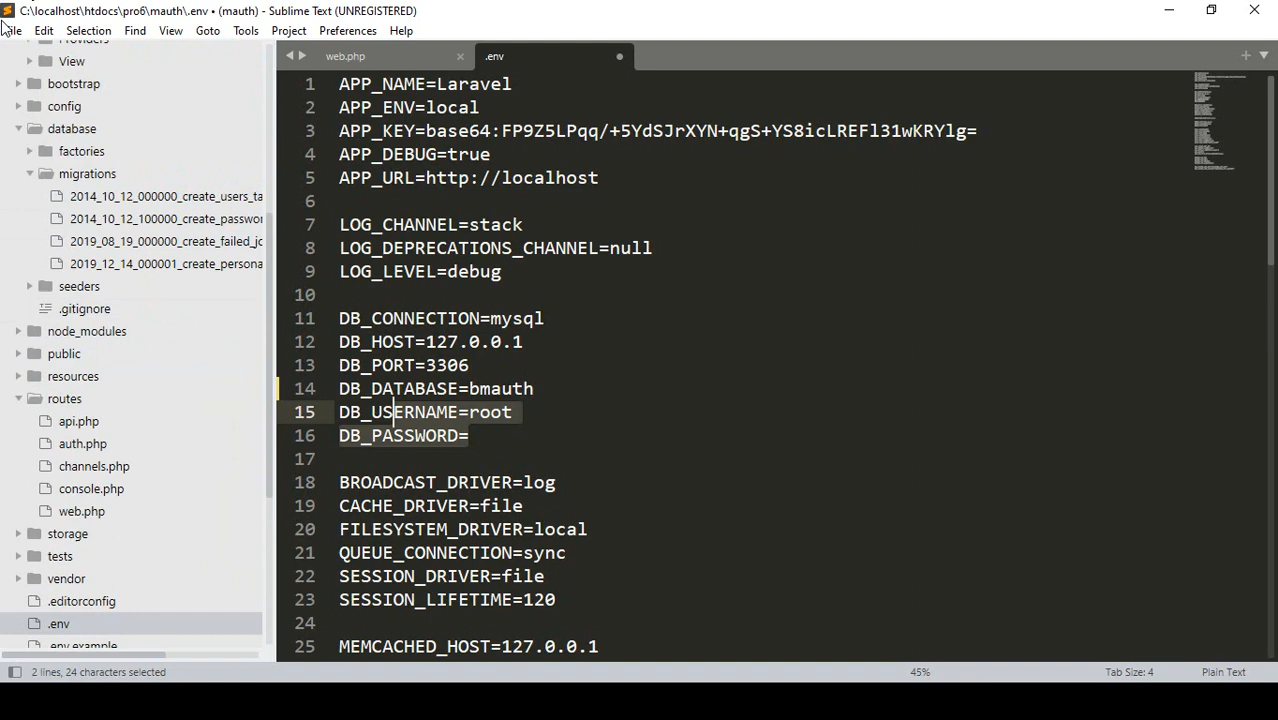 C:\localhost\htdocs\pro6\mauth\.env • (mauth) - Sublime Text (UNREGISTERED)
File Edit Selection Find View Goto Tools Project Preferences Help
web.php
.env
Providers
View
bootstrap
config
database
factories
migrations
2014_10_12_000000_create_users_ta
2014_10_12_100000_create_passwor
2019_08_19_000000_create_failed_jc
2019_12_14_000001_create_persona
seeders
.gitignore
node_modules
public
resources
routes
api.php
auth.php
channels.php
console.php
web.php
storage
tests
vendor
.editorconfig
.env
.env.example
1 APP_NAME=Laravel
2 APP_ENV=local
3 APP_KEY=base64:FP9Z5LPqq/+5YdSJrXYN+qgS+YS8icLREFl31wKRYlg=
4 APP_DEBUG=true
5 APP_URL=http://localhost
6
7 LOG_CHANNEL=stack
8 LOG_DEPRECATIONS_CHANNEL=null
9 LOG_LEVEL=debug
10
11 DB_CONNECTION=mysql
12 DB_HOST=127.0.0.1
13 DB_PORT=3306
14 DB_DATABASE=bmauth
15 DB_USERNAME=root
16 DB_PASSWORD=
17
18 BROADCAST_DRIVER=log
19 CACHE_DRIVER=file
20 FILESYSTEM_DRIVER=local
21 QUEUE_CONNECTION=sync
22 SESSION_DRIVER=file
23 SESSION_LIFETIME=120
24
25 MEMCACHED_HOST=127.0.0.1
2 lines, 24 characters selected
45%
Tab Size: 4
Plain Text